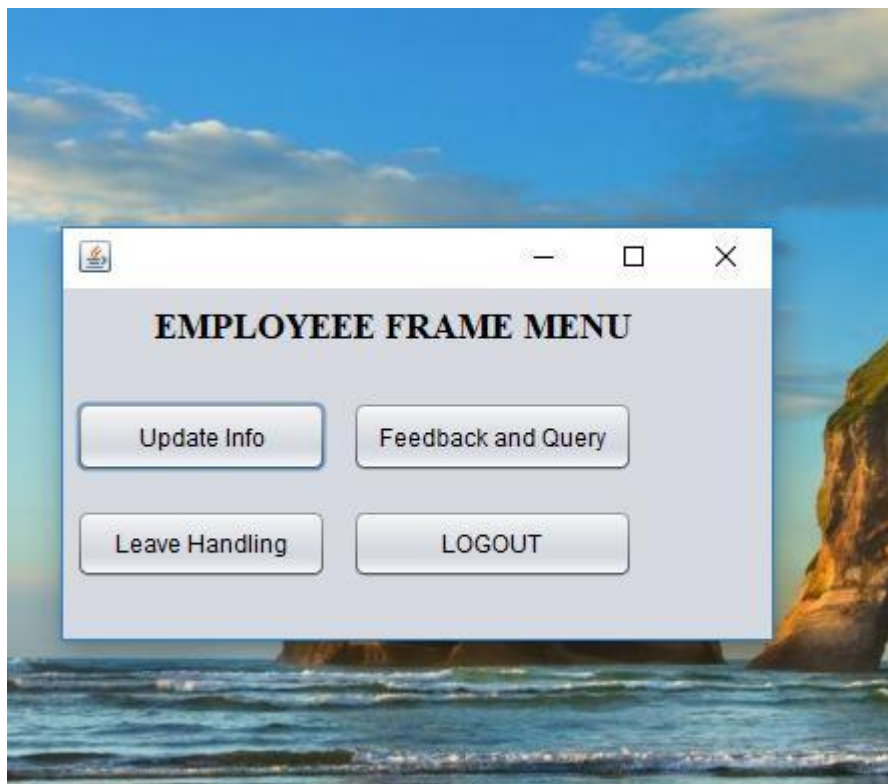 EMPLOYEEE FRAME MENU
Update Info Feedback and Query
Leave Handling LOGOUT